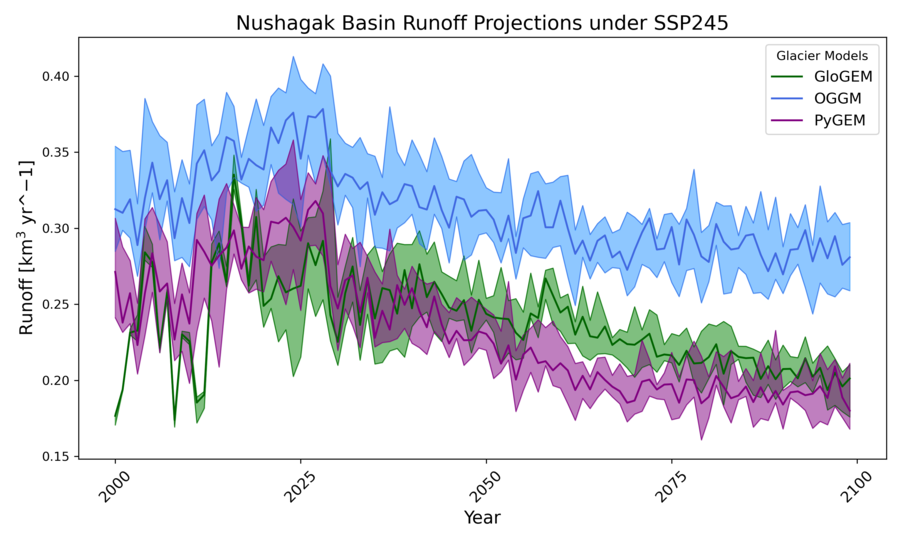 Nushagak Basin Runoff Projections under SSP245
Glacier Models
GloGEM
OGGM
PyGEM
Runoff [km³ yr^−1]
0.40
0.35
0.30
0.25
0.20
0.15
2000
2025
2050
2075
2100
Year